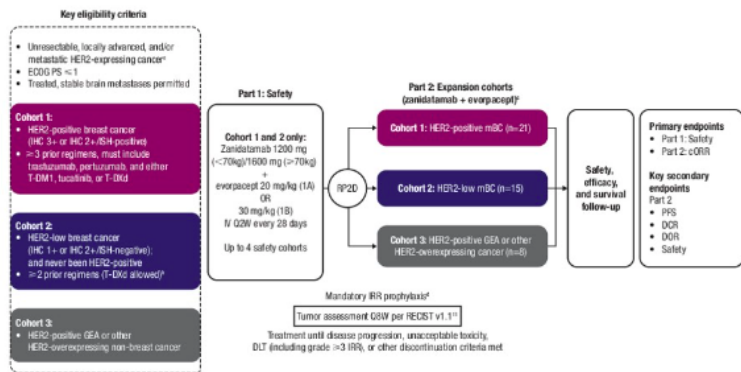 Key eligibility criteria
• Unresectable, locally advanced, and/or
metastatic HER2-expressing cancerᵃ
• ECOG PS ≤1
• Treated, stable brain metastases permitted
Cohort 1:
• HER2-positive breast cancer
(IHC 3+ or IHC 2+/ISH-positive)
• ≥3 prior regimens, must include
trastuzumab, pertuzumab, and either
T-DM1, tucatinib, or T-DXd
Cohort 2:
• HER2-low breast cancer
(IHC 1+ or IHC 2+/ISH-negative);
and never been HER2-positive
• ≥2 prior regimens (T-DXd allowed)
Cohort 3:
• HER2-positive GEA or other
HER2-overexpressing non-breast cancer
Part 1: Safety
Cohort 1 and 2 only:
Zanidatamab 1200 mg
(<70kg)/1600 mg (≥70kg)
+
evorpacept 20 mg/kg (1A)
OR
30 mg/kg (1B)
IV Q2W every 28 days
Up to 4 safety cohorts
RP2D
Part 2: Expansion cohorts
(zanidatamab + evorpacept)
Cohort 1: HER2-positive mBC (n=21)
Cohort 2: HER2-low mBC (n=15)
Cohort 3: HER2-positive GEA or other
HER2-overexpressing cancer (n=8)
Mandatory IRR prophylaxisᵈ
Tumor assessment Q8W per RECIST v1.1
Treatment until disease progression, unacceptable toxicity,
DLT (including grade ≥3 IRR), or other discontinuation criteria met
Safety,
efficacy,
and survival
follow-up
Primary endpoints
• Part 1: Safety
• Part 2: cORR
Key secondary
endpoints
Part 2
• PFS
• DCR
• DOR
• Safety